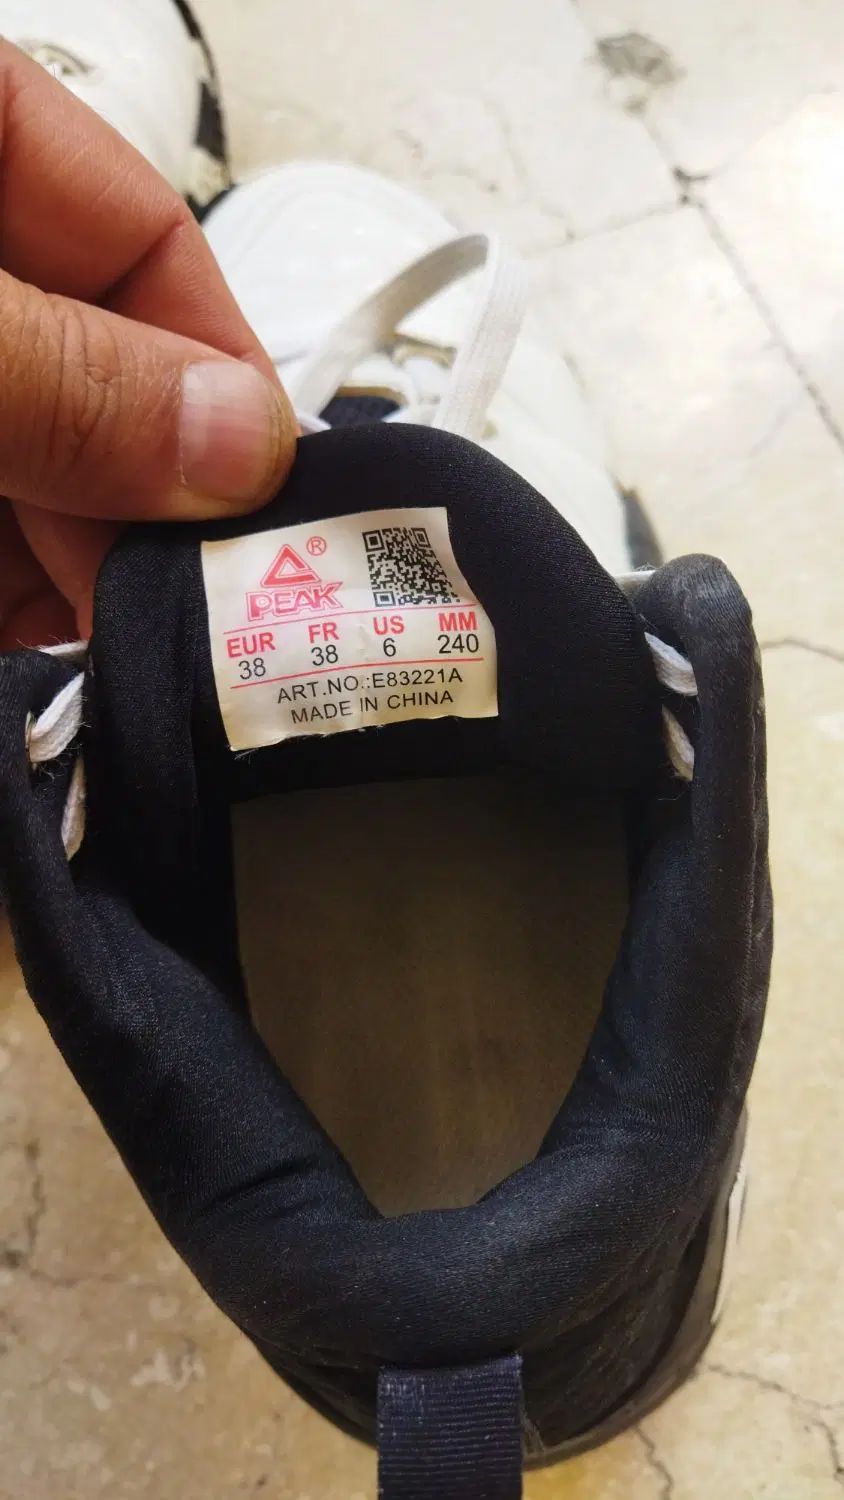 ®
PEAK
EUR FR US MM
38 38 6 240
ART.NO.:E83221A
MADE IN CHINA